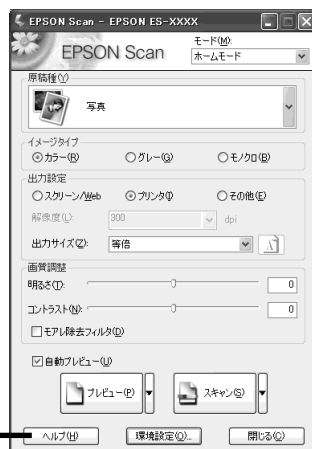 EPSON Scan - EPSON ES-XXXX
EPSON Scan
モード(M):
ホームモード
原稿種(Y)
写真
イメージタイプ
カラー(R) グレー(G) モノクロ(B)
出力設定
スクリーン/Web プリンタ(I) その他(E)
解像度(L): 300 dpi
出力サイズ(Z): 等倍
画質調整
明るさ(T): 0
コントラスト(N): 0
モアレ除去フィルタ(D)
自動プレビュー(U)
プレビュー(P) スキャン(S)
ヘルプ(H) 環境設定(O)... 閉じる(C)